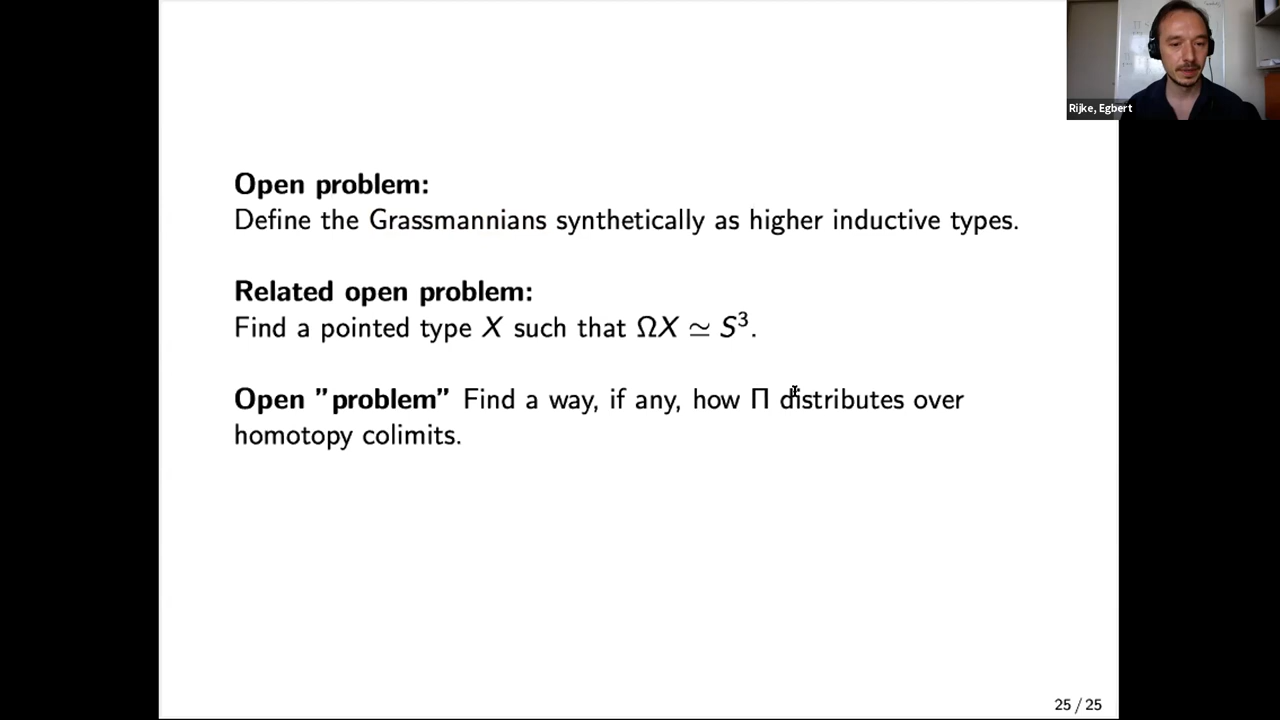 Rijke, Egbert
Open problem:
Define the Grassmannians synthetically as higher inductive types.
Related open problem:
Find a pointed type X such that ΩX ≃ S³.
Open ”problem” Find a way, if any, how Π distributes over
homotopy colimits.
25 / 25